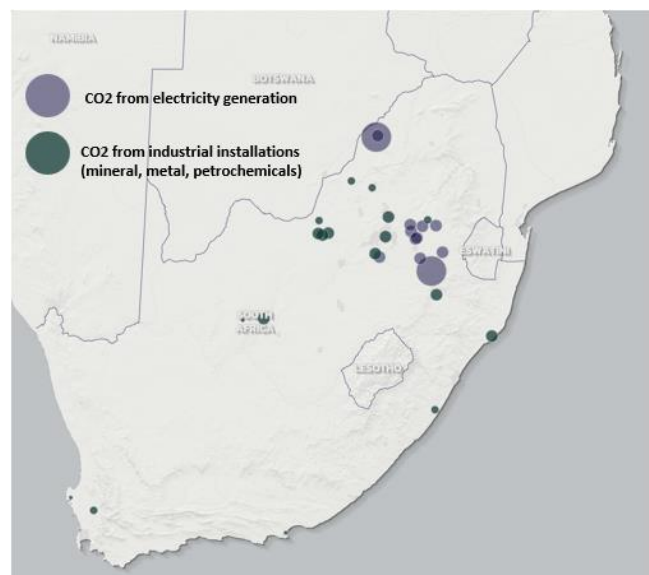 NAMIBIA
BOTSWANA
CO2 from electricity generation
CO2 from industrial installations
(mineral, metal, petrochemicals)
ESWATINI
SOUTH
AFRICA
LESOTHO